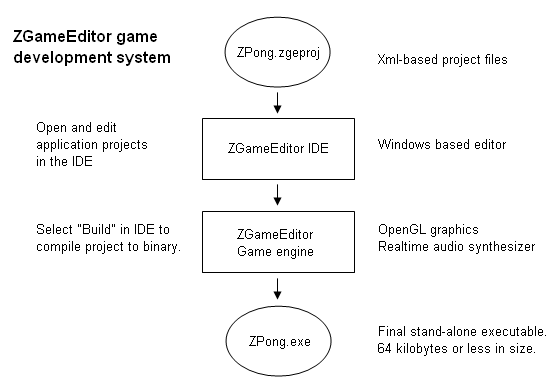 ZGameEditor game
development system
ZPong.zgeproj
Xml-based project files
Open and edit
application projects
in the IDE
ZGameEditor IDE
Windows based editor
Select "Build" in IDE to
compile project to binary.
ZGameEditor
Game engine
OpenGL graphics
Realtime audio synthesizer
ZPong.exe
Final stand-alone executable.
64 kilobytes or less in size.